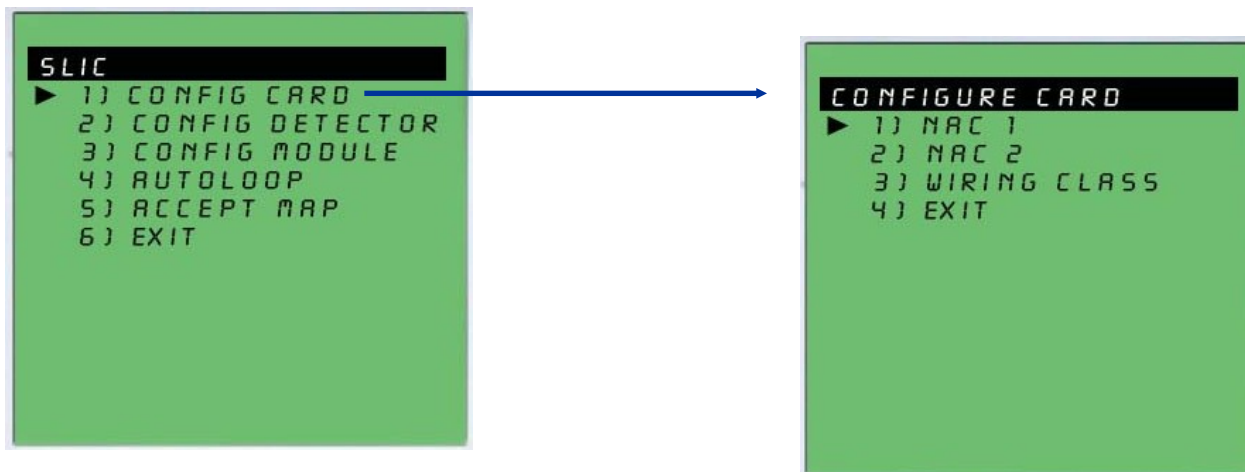 SLIC
1) CONFIG CARD
2) CONFIG DETECTOR
3) CONFIG MODULE
4) AUTOLOOP
5) ACCEPT MAP
6) EXIT
CONFIGURE CARD
1) NAC 1
2) NAC 2
3) WIRING CLASS
4) EXIT